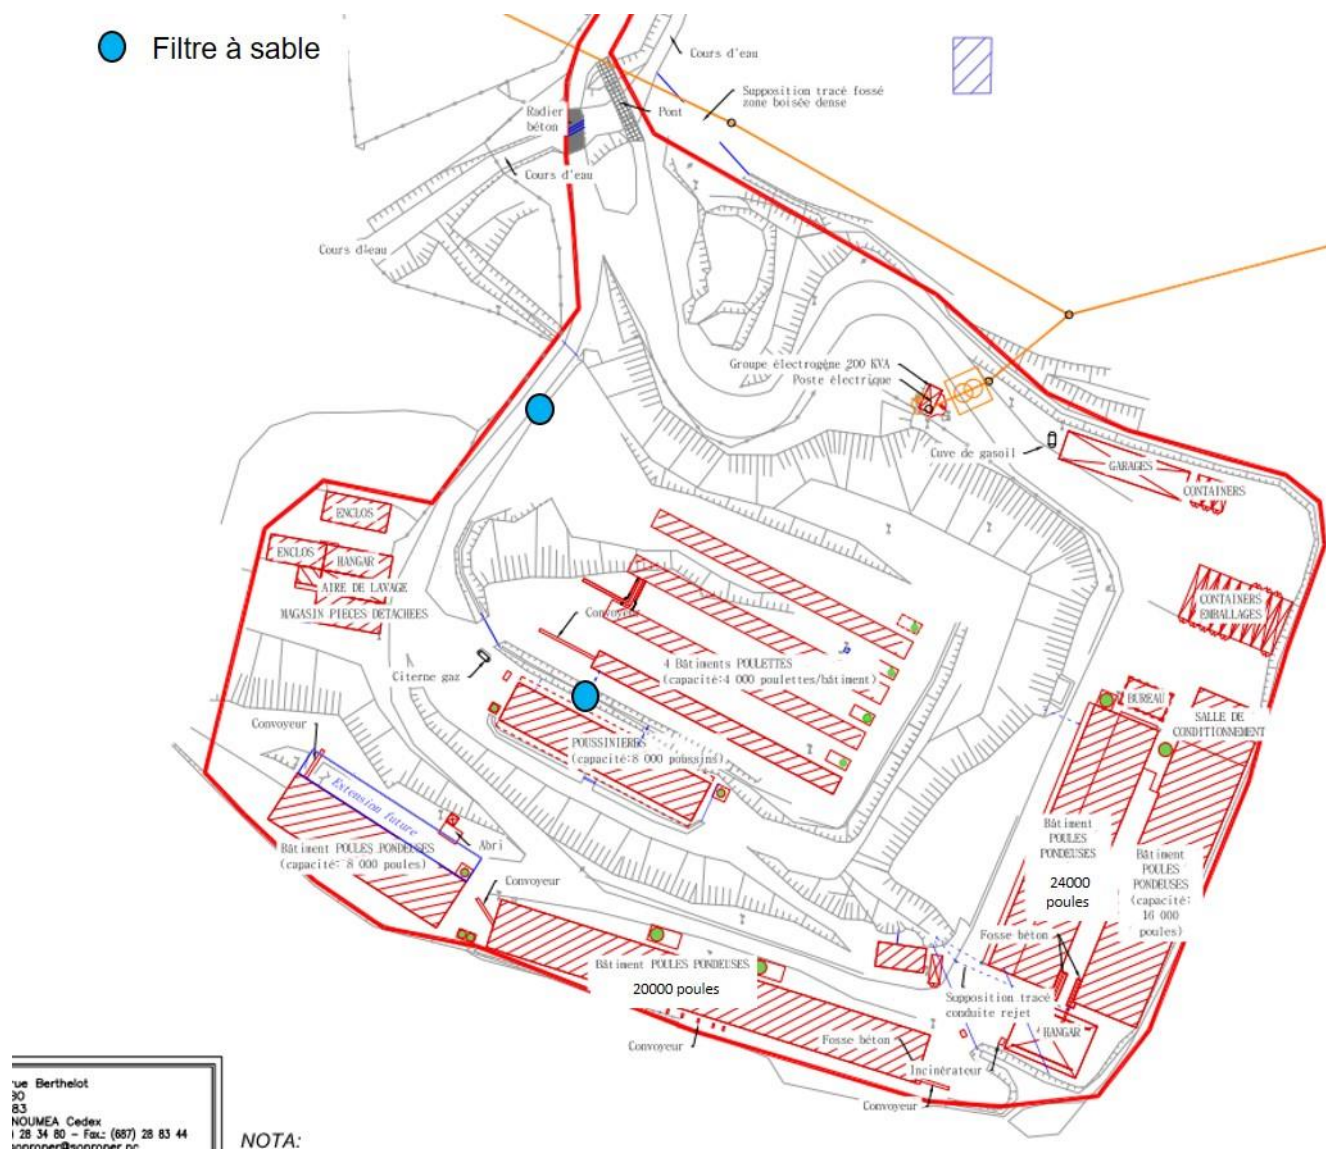 Filtre à sable
Cours d'eau
Supposition tracé fossé
zone boisée dense
Radier
béton
Pont
Cours d'eau
Cours d'eau
Groupe électrogène 200 KVA
Poste électrique
Cuve de gasoil
GARAGES
CONTAINERS
ENCLOS
ENCLOS
HANGAR
AIRE DE LAVAGE
MAGASIN PIECES DETACHEES
CONTAINERS
EMBALLAGES
Convoyeur
4 Bâtiments POULETTES
(capacité:4 000 poulettes/bâtiment)
Citerne gaz
BUREAU
SALLE DE
CONDITIONNEMENT
Convoyeur
POUSSINIERES
(capacité:8 000 poussins)
Extension future
Bâtiment POULES PONDEUSES
(capacité: 8 000 poules)
Abri
Convoyeur
Bâtiment
POULES
PONDEUSES
24000
poules
Bâtiment
POULES
PONDEUSES
(capacité:
16 000
poules)
Fosse béton
Bâtiment POULES PONDEUSES
20000 poules
Supposition tracé
conduite rejet
HANGAR
Convoyeur
Fosse béton
Incinérateur
Convoyeur
rue Berthelot
NOUMEA Cedex
28 34 80 - Fax: (687) 28 83 44
NOTA: